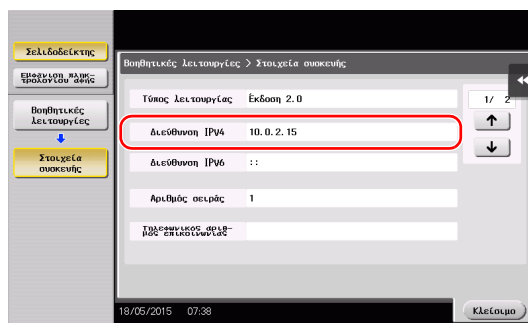 Σελιδοδείκτης
Εμφάνιση πληκ-
τρολογίου αφής
Βοηθητικές
λειτουργίες
Στοιχεία
συσκευής
Βοηθητικές λειτουργίες > Στοιχεία συσκευής
Τύπος λειτουργίας Έκδοση 2.0
1/ 2
Διεύθυνση IPv4 10.0.2.15
Διεύθυνση IPv6 ::
Αριθμός σειράς 1
Τηλεφωνικός αριθ-
μός επικοινωνίας
18/05/2015 07:38
Κλείσιμο